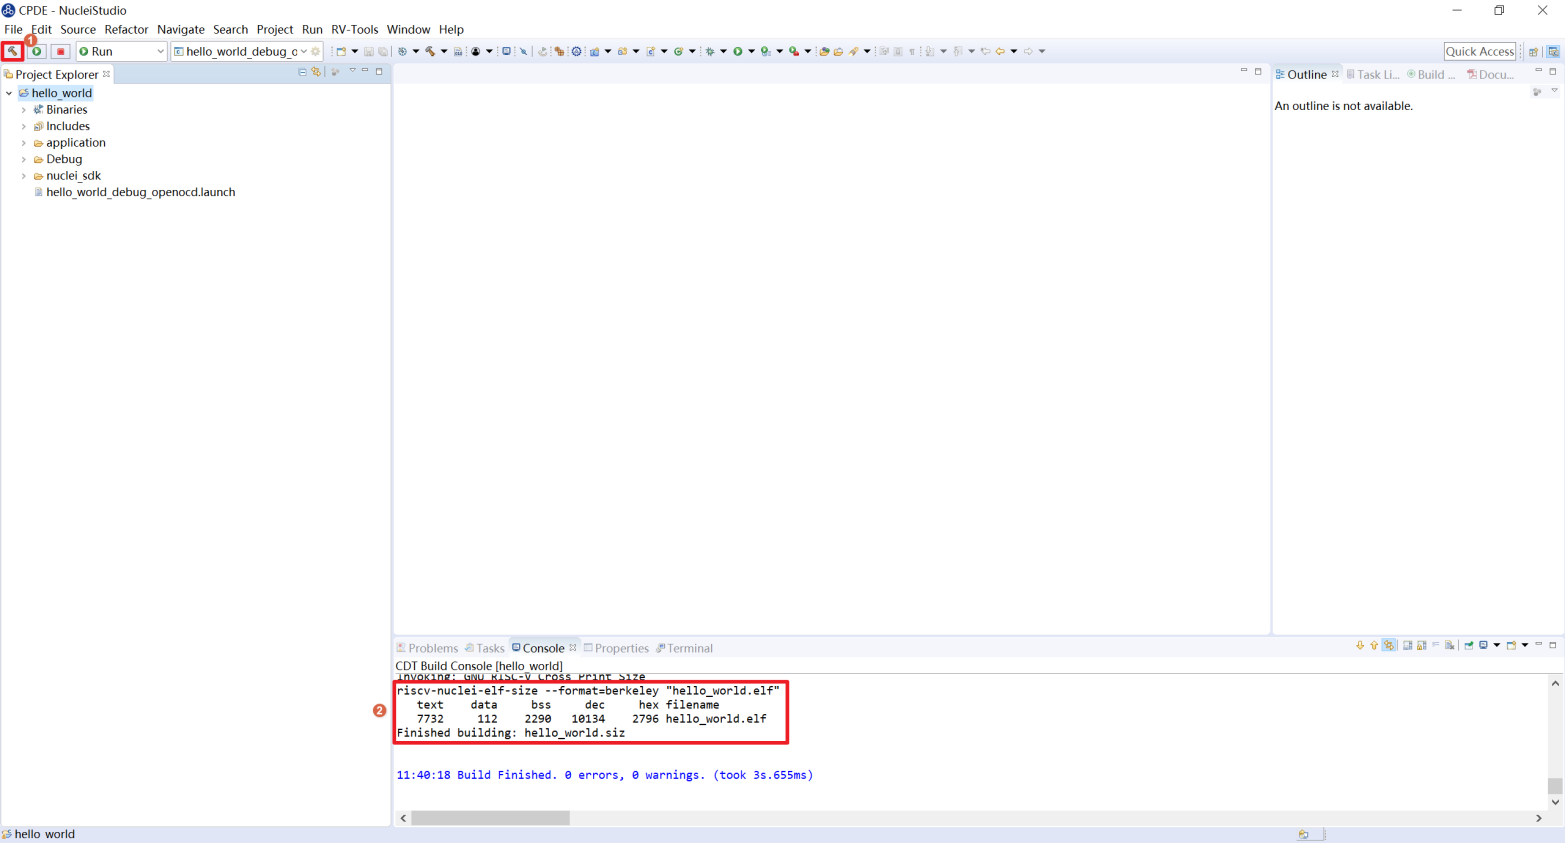 CPDE - NucleiStudio
File Edit Source Refactor Navigate Search Project Run RV-Tools Window Help
1
Run hello_world_debug_o Quick Access
Project Explorer
hello_world
Binaries
Includes
application
Debug
nuclei_sdk
hello_world_debug_openocd.launch
Outline Task Li... Build ... Docu...
An outline is not available.
Problems Tasks Console Properties Terminal
CDT Build Console [hello_world]
Invoking: GNU RISC-V Cross Print Size
riscv-nuclei-elf-size --format=berkeley "hello_world.elf"
text data bss dec hex filename
2
7732 112 2290 10134 2796 hello_world.elf
Finished building: hello_world.siz
11:40:18 Build Finished. 0 errors, 0 warnings. (took 3s.655ms)
hello_world